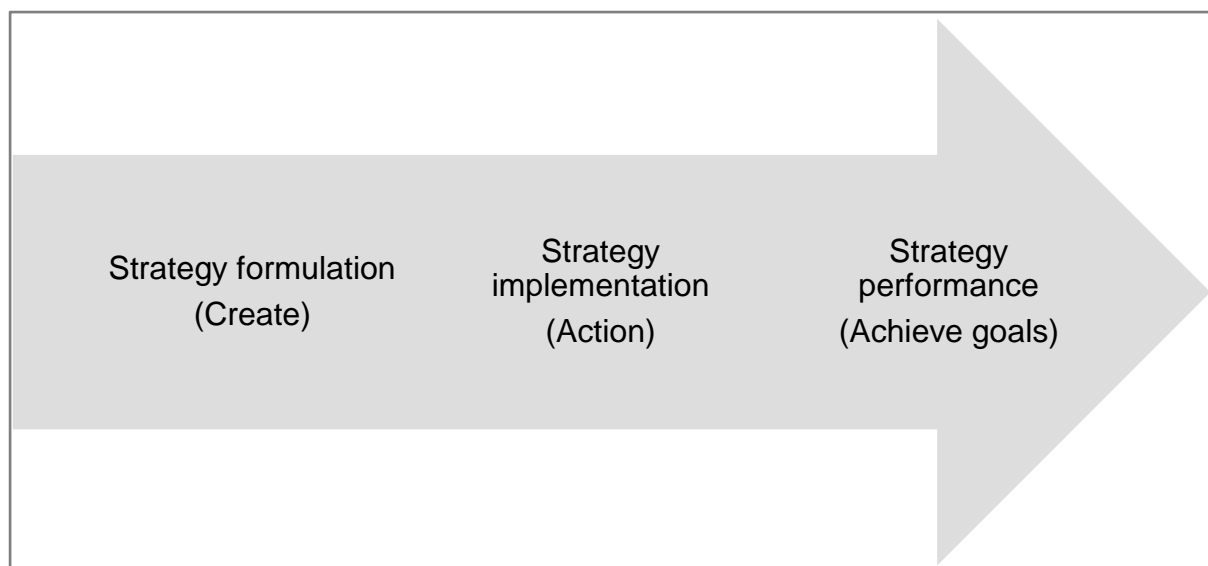 Strategy formulation
(Create)
Strategy
implementation
(Action)
Strategy
performance
(Achieve goals)